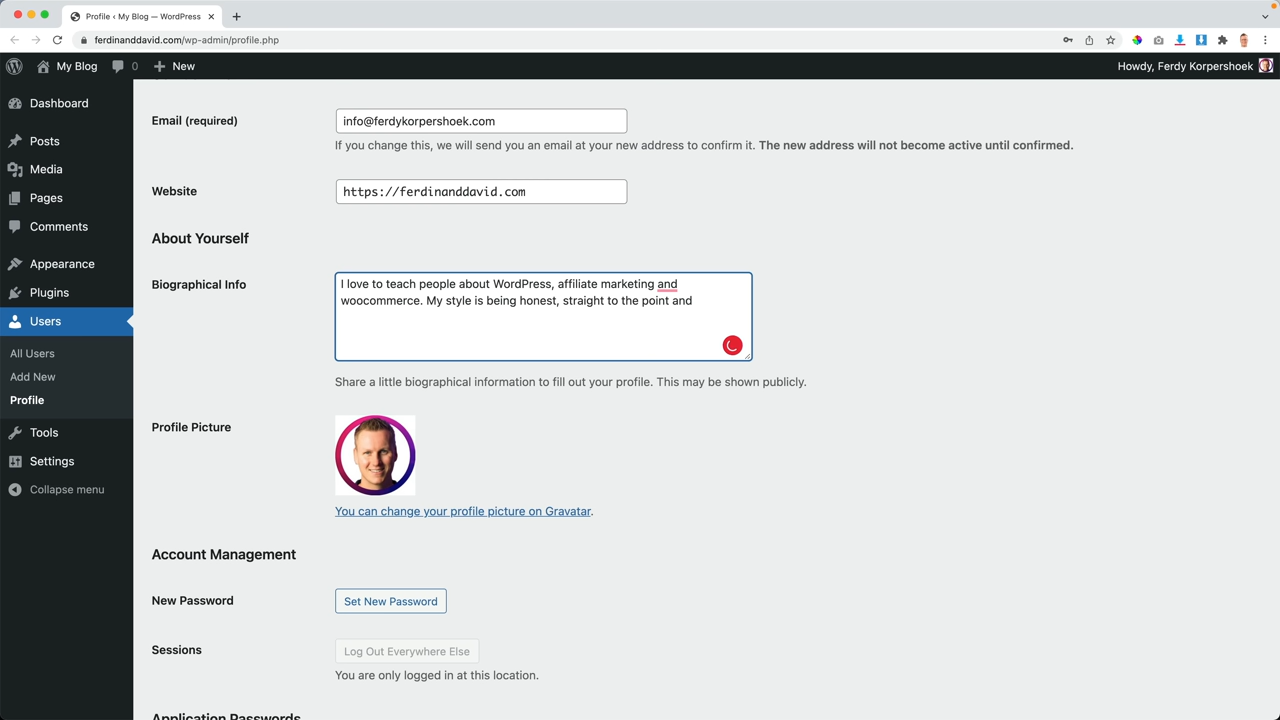 Profile ‹ My Blog — WordPress
ferdinanddavid.com/wp-admin/profile.php
My Blog 0 New Howdy, Ferdy Korpershoek
Dashboard
Posts
Media
Pages
Comments
Appearance
Plugins
Users
All Users
Add New
Profile
Tools
Settings
Collapse menu
Email (required)
info@ferdykorpershoek.com
If you change this, we will send you an email at your new address to confirm it. The new address will not become active until confirmed.
Website
https://ferdinanddavid.com
About Yourself
Biographical Info
I love to teach people about WordPress, affiliate marketing and
woocommerce. My style is being honest, straight to the point and
Share a little biographical information to fill out your profile. This may be shown publicly.
Profile Picture
You can change your profile picture on Gravatar.
Account Management
New Password
Set New Password
Sessions
Log Out Everywhere Else
You are only logged in at this location.
Application Passwords